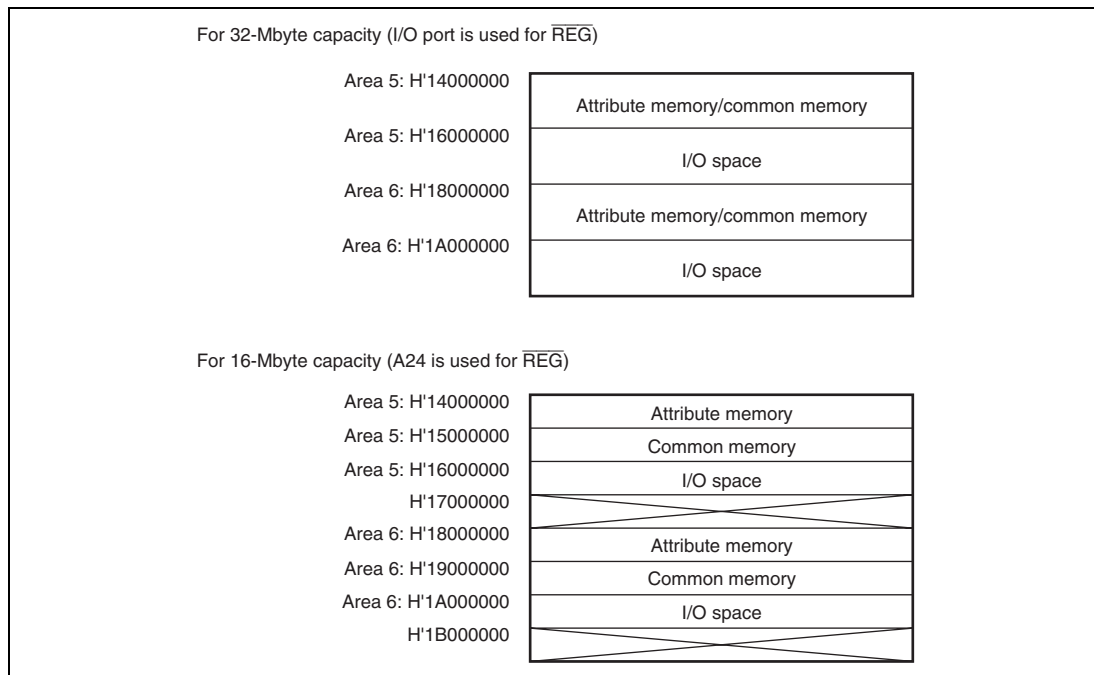 For 32-Mbyte capacity (I/O port is used for REG)
Area 5: H'14000000
Attribute memory/common memory
Area 5: H'16000000
I/O space
Area 6: H'18000000
Attribute memory/common memory
Area 6: H'1A000000
I/O space
For 16-Mbyte capacity (A24 is used for REG)
Area 5: H'14000000
Attribute memory
Area 5: H'15000000
Common memory
Area 5: H'16000000
I/O space
H'17000000
Area 6: H'18000000
Attribute memory
Area 6: H'19000000
Common memory
Area 6: H'1A000000
I/O space
H'1B000000